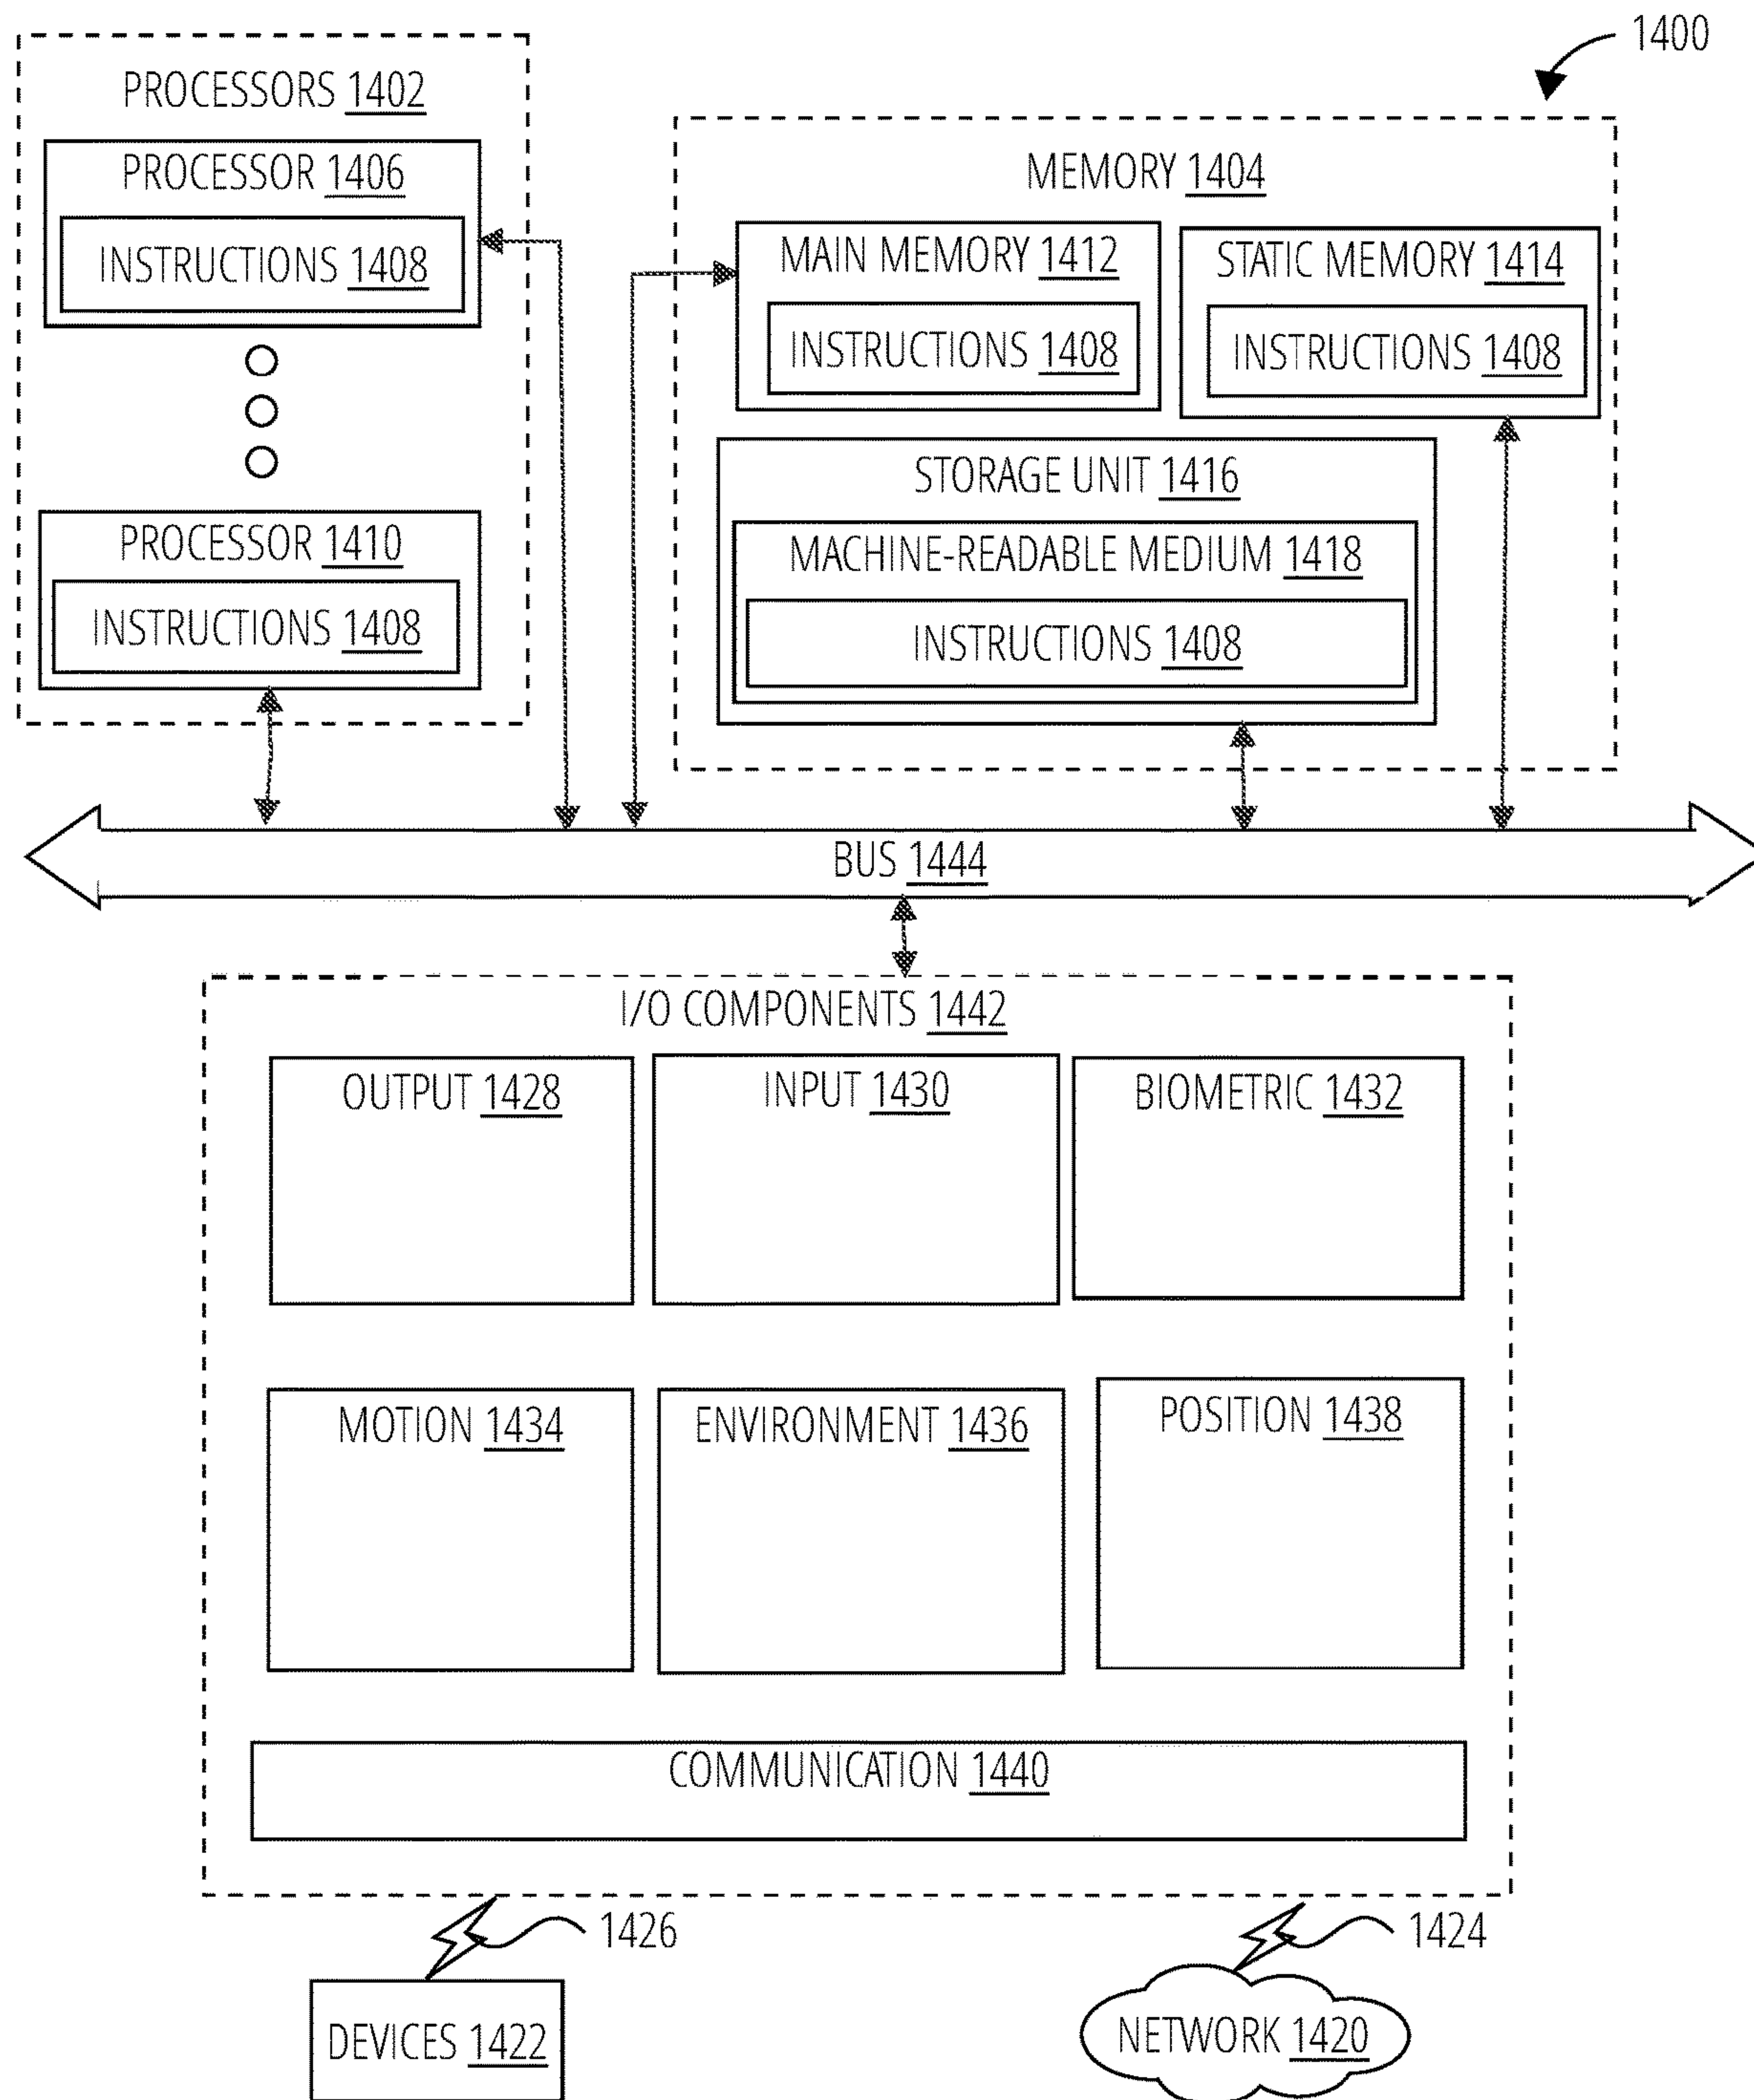 1400
PROCESSORS 1402
PROCESSOR 1406
INSTRUCTIONS 1408
PROCESSOR 1410
INSTRUCTIONS 1408
MEMORY 1404
MAIN MEMORY 1412
INSTRUCTIONS 1408
STATIC MEMORY 1414
INSTRUCTIONS 1408
STORAGE UNIT 1416
MACHINE-READABLE MEDIUM 1418
INSTRUCTIONS 1408
BUS 1444
I/O COMPONENTS 1442
OUTPUT 1428
INPUT 1430
BIOMETRIC 1432
MOTION 1434
ENVIRONMENT 1436
POSITION 1438
COMMUNICATION 1440
1426
1424
DEVICES 1422
NETWORK 1420